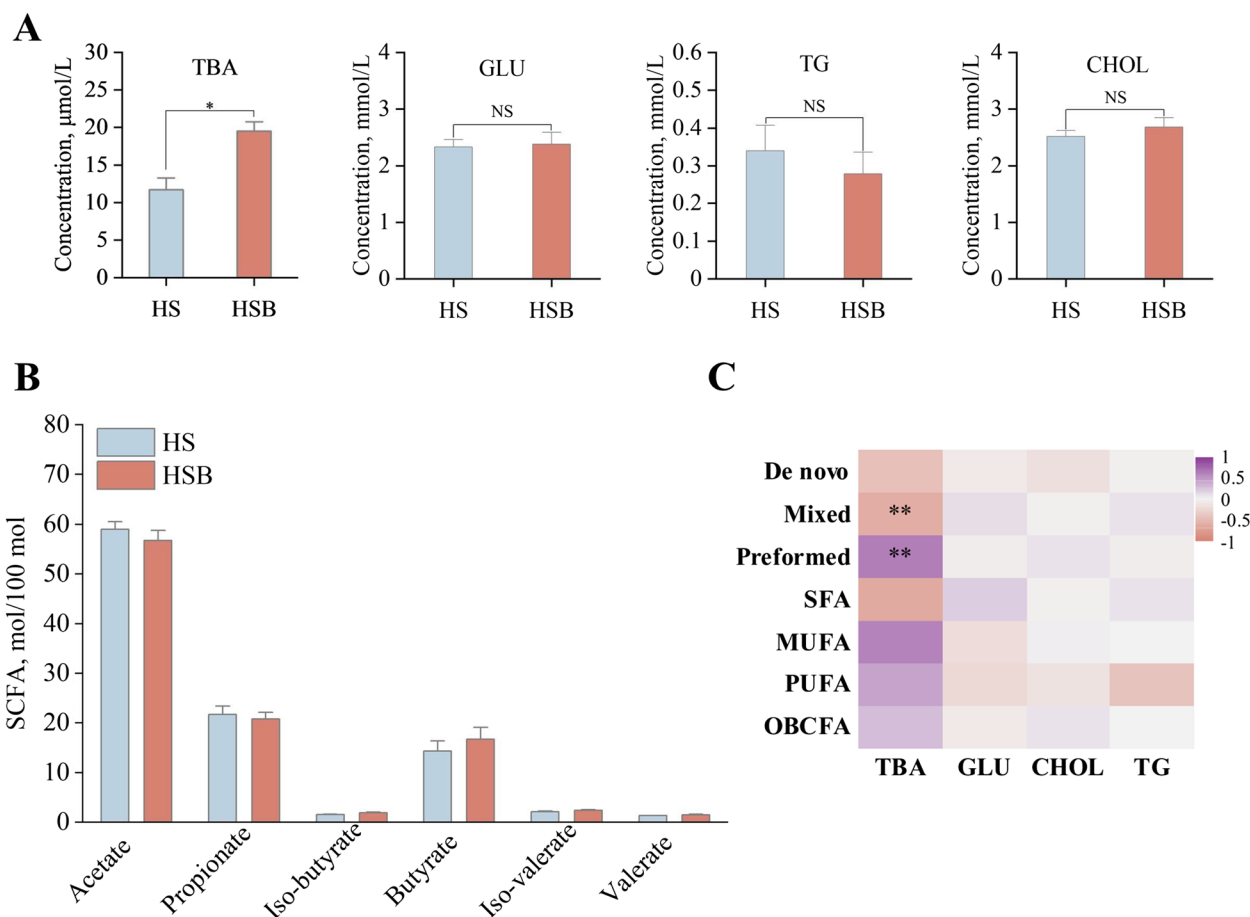 A
TBA
Concentration, μmol/L
30
25
20
15
10
5
0
*
HS
HSB
GLU
Concentration, mmol/L
4
3
2
1
0
NS
HS
HSB
TG
Concentration, mmol/L
0.6
0.5
0.4
0.3
0.2
0.1
0
NS
HS
HSB
CHOL
Concentration, mmol/L
4
3
2
1
0
NS
HS
HSB
B
SCFA, mol/100 mol
80
70
60
50
40
30
20
10
0
HS
HSB
Acetate
Propionate
Iso-butyrate
Butyrate
Iso-valerate
Valerate
C
De novo
Mixed
Preformed
SFA
MUFA
PUFA
OBCFA
**
**
TBA
GLU
CHOL
TG
1
0.5
0
-0.5
-1